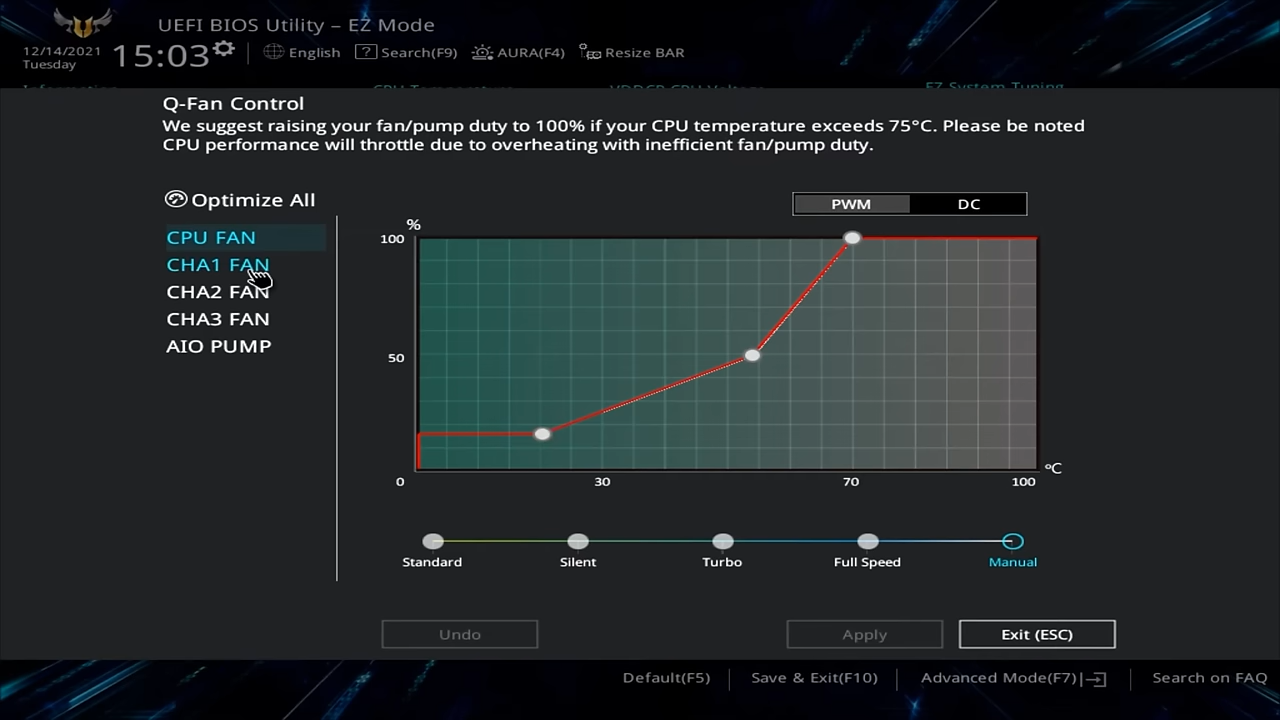 UEFI BIOS Utility – EZ Mode
12/14/2021
Tuesday
15:03
English
Search(F9)
AURA(F4)
Resize BAR
Q-Fan Control
We suggest raising your fan/pump duty to 100% if your CPU temperature exceeds 75°C. Please be noted
CPU performance will throttle due to overheating with inefficient fan/pump duty.
Optimize All
PWM
DC
CPU FAN
CHA1 FAN
CHA2 FAN
CHA3 FAN
AIO PUMP
%
100
50
0
30
70
100
°C
Standard
Silent
Turbo
Full Speed
Manual
Undo
Apply
Exit (ESC)
Default(F5)
Save & Exit(F10)
Advanced Mode(F7)
Search on FAQ